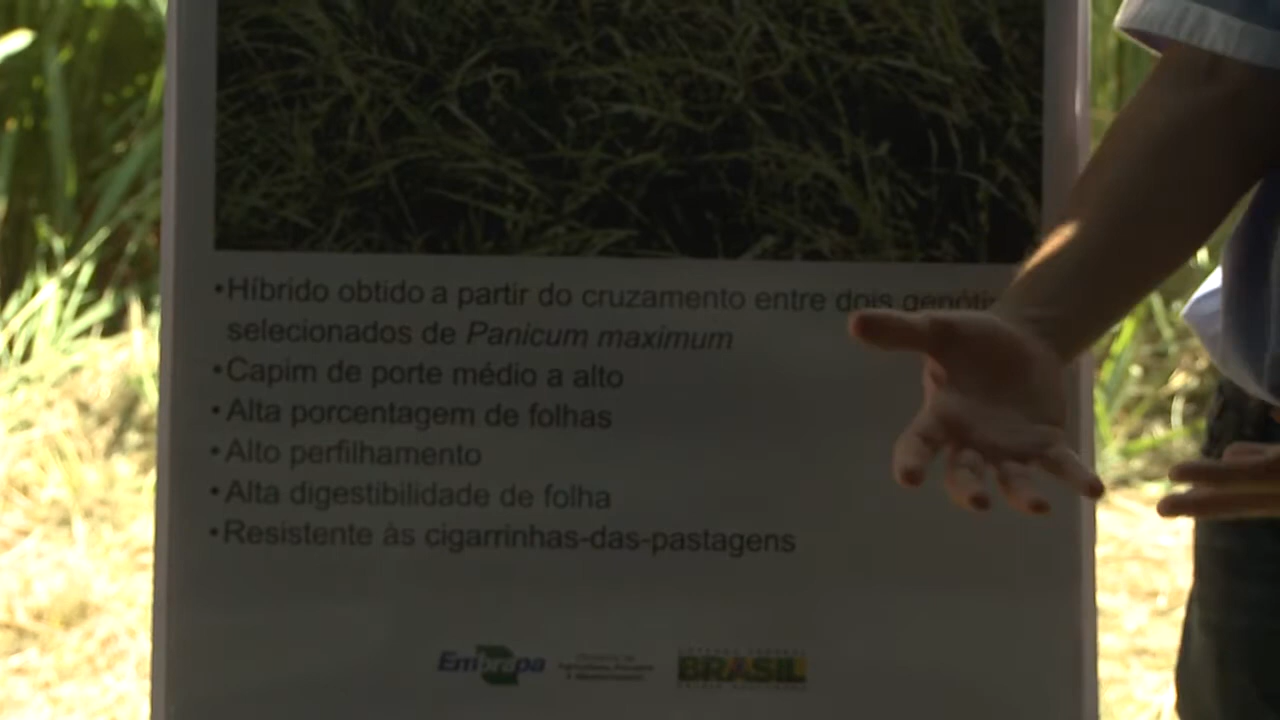 •Híbrido obtido a partir do cruzamento entre dois
selecionados de Panicum maximum
•Capim de porte médio a alto
•Alta porcentagem de folhas
•Alto perfilhamento
•Alta digestibilidade de folha
•Resistente às cigarrinhas-das-pastagens
Embrapa
BRASIL